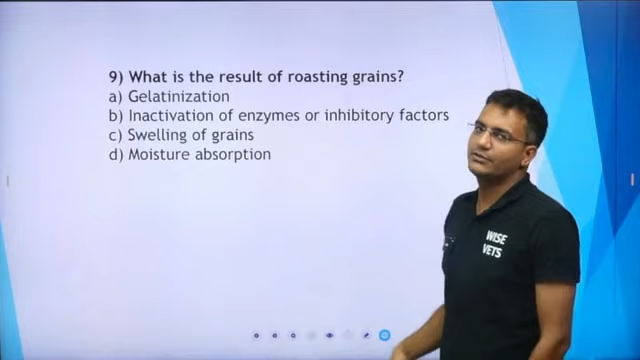 9) What is the result of roasting grains?
a) Gelatinization
b) Inactivation of enzymes or inhibitory factors
c) Swelling of grains
d) Moisture absorption
WISE
VETS